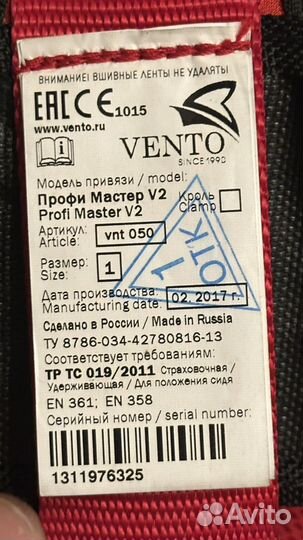 ВНИМАНИЕ! ВШИВНЫЕ ЛЕНТЫ НЕ УДАЛЯТЬ!
EAC CE 1015
www.vento.ru
VENTO
SINCE 1990
Модель привязи / model:
Профи Мастер V2
Profi Master V2
Кроль
Clamp
Артикул:
Article:
vnt 050
Размер:
Size:
1
1
ОТК
Дата производства:
Manufacturing date:
02. 2017 г.
Сделано в России / Made in Russia
ТУ 8786-034-42780816-13
Соответствует требованиям:
ТР ТС 019/2011 Страховочная /
Удерживающая / Для положения сидя
EN 361; EN 358
Серийный номер / serial number:
1311976325
Avito